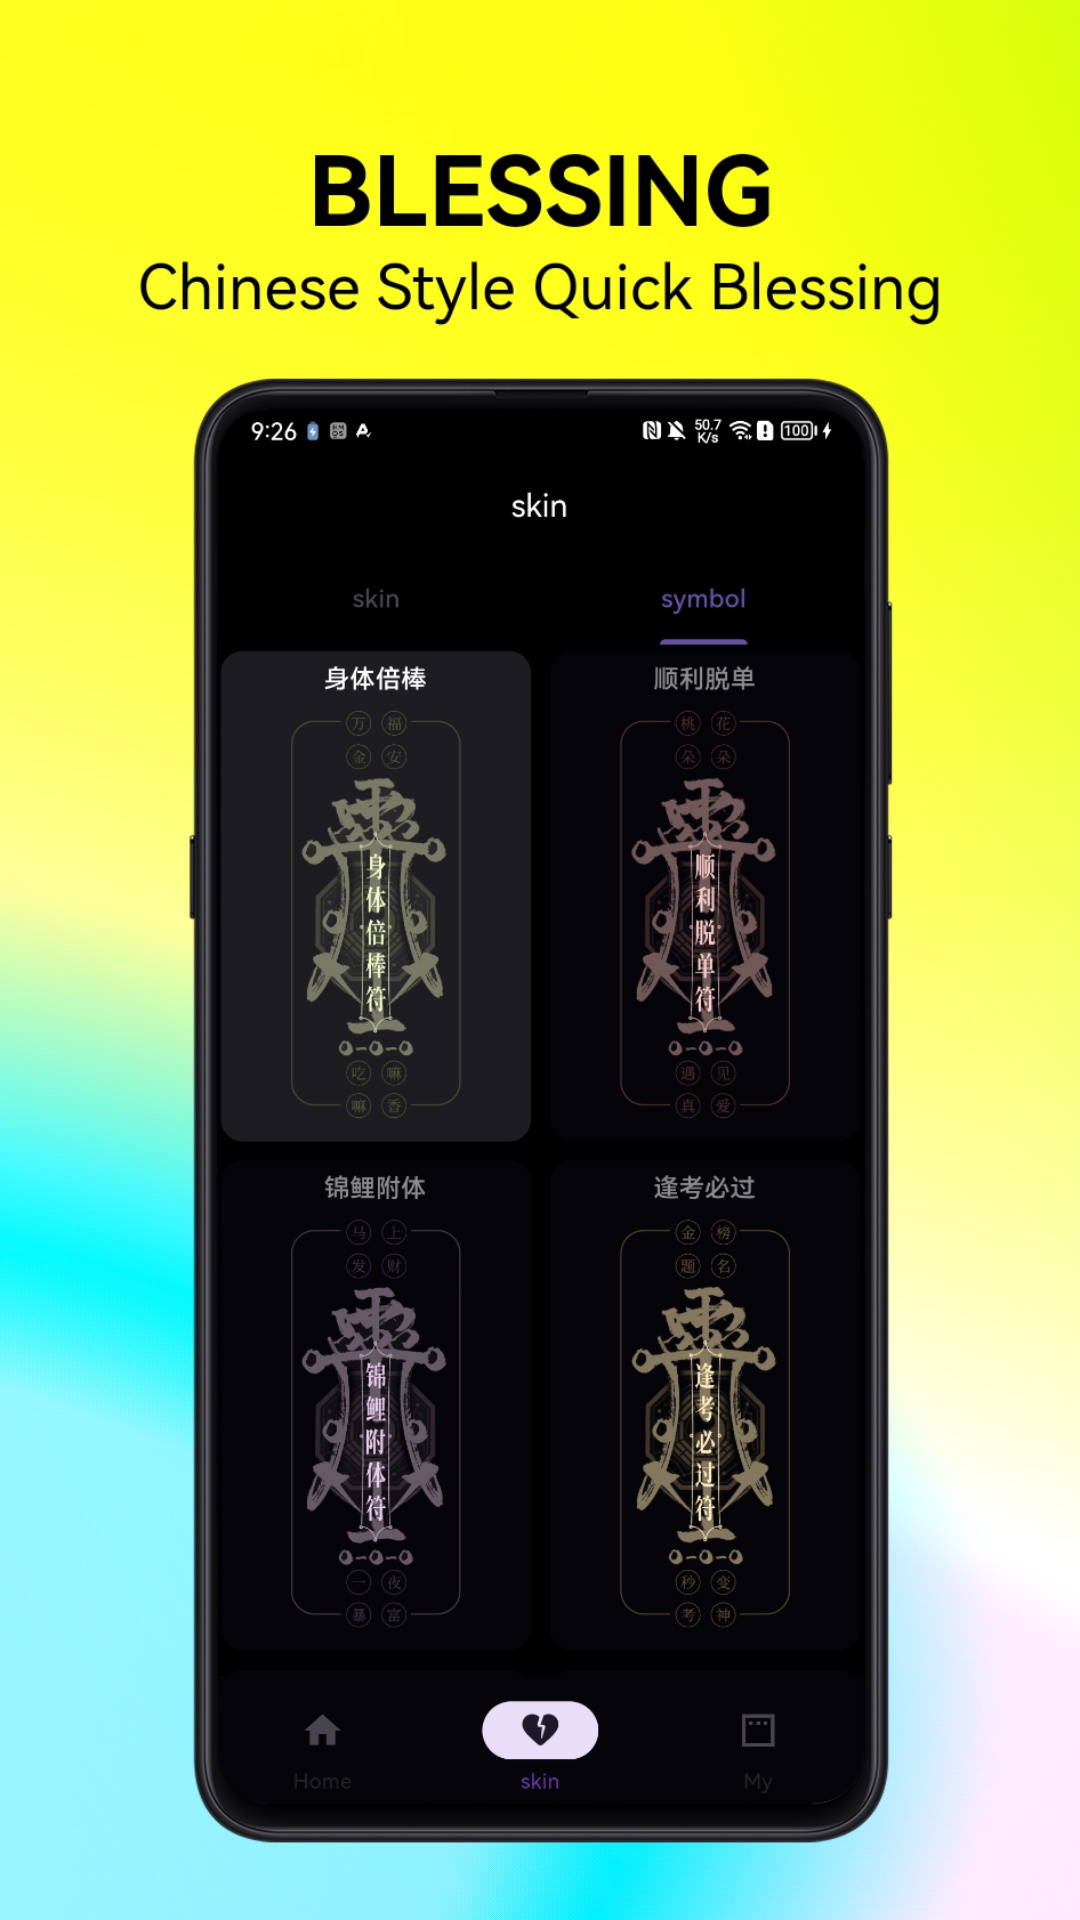 BLESSING
Chinese Style Quick Blessing
9:26
50.7
K/s
100
skin
skin
symbol
身体倍棒
万福
金安
靈
身体倍棒符
吃嘛
嘛香
顺利脱单
桃花
朵朵
靈
顺利脱单符
遇见
真爱
锦鲤附体
马上
发财
靈
锦鲤附体符
一夜
暴富
逢考必过
金榜
题名
靈
逢考必过符
秒变
考神
Home
skin
My